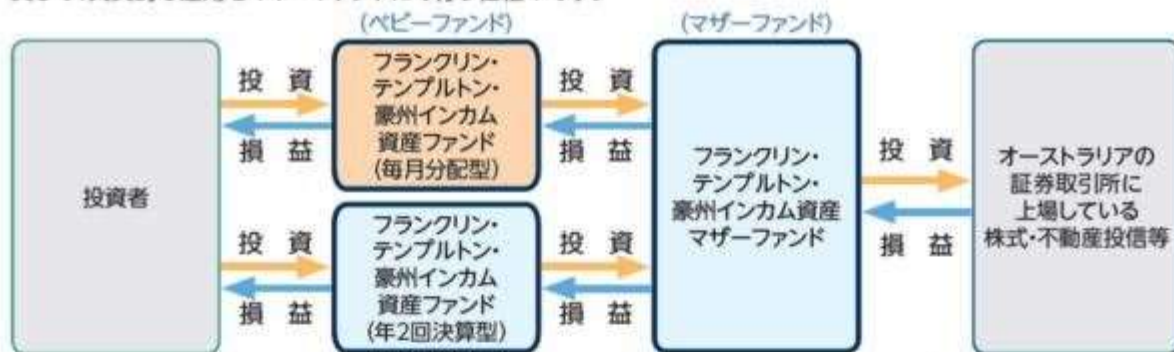 (ベビーファンド)
(マザーファンド)
投資者
投 資
損 益
フランクリン・
テンプルトン・
豪州インカム
資産ファンド
(毎月分配型)
投 資
損 益
投 資
損 益
フランクリン・
テンプルトン・
豪州インカム
資産ファンド
(年2回決算型)
投 資
損 益
フランクリン・
テンプルトン・
豪州インカム資産
マザーファンド
投 資
損 益
オーストラリアの
証券取引所に
上場している
株式・不動産投信等